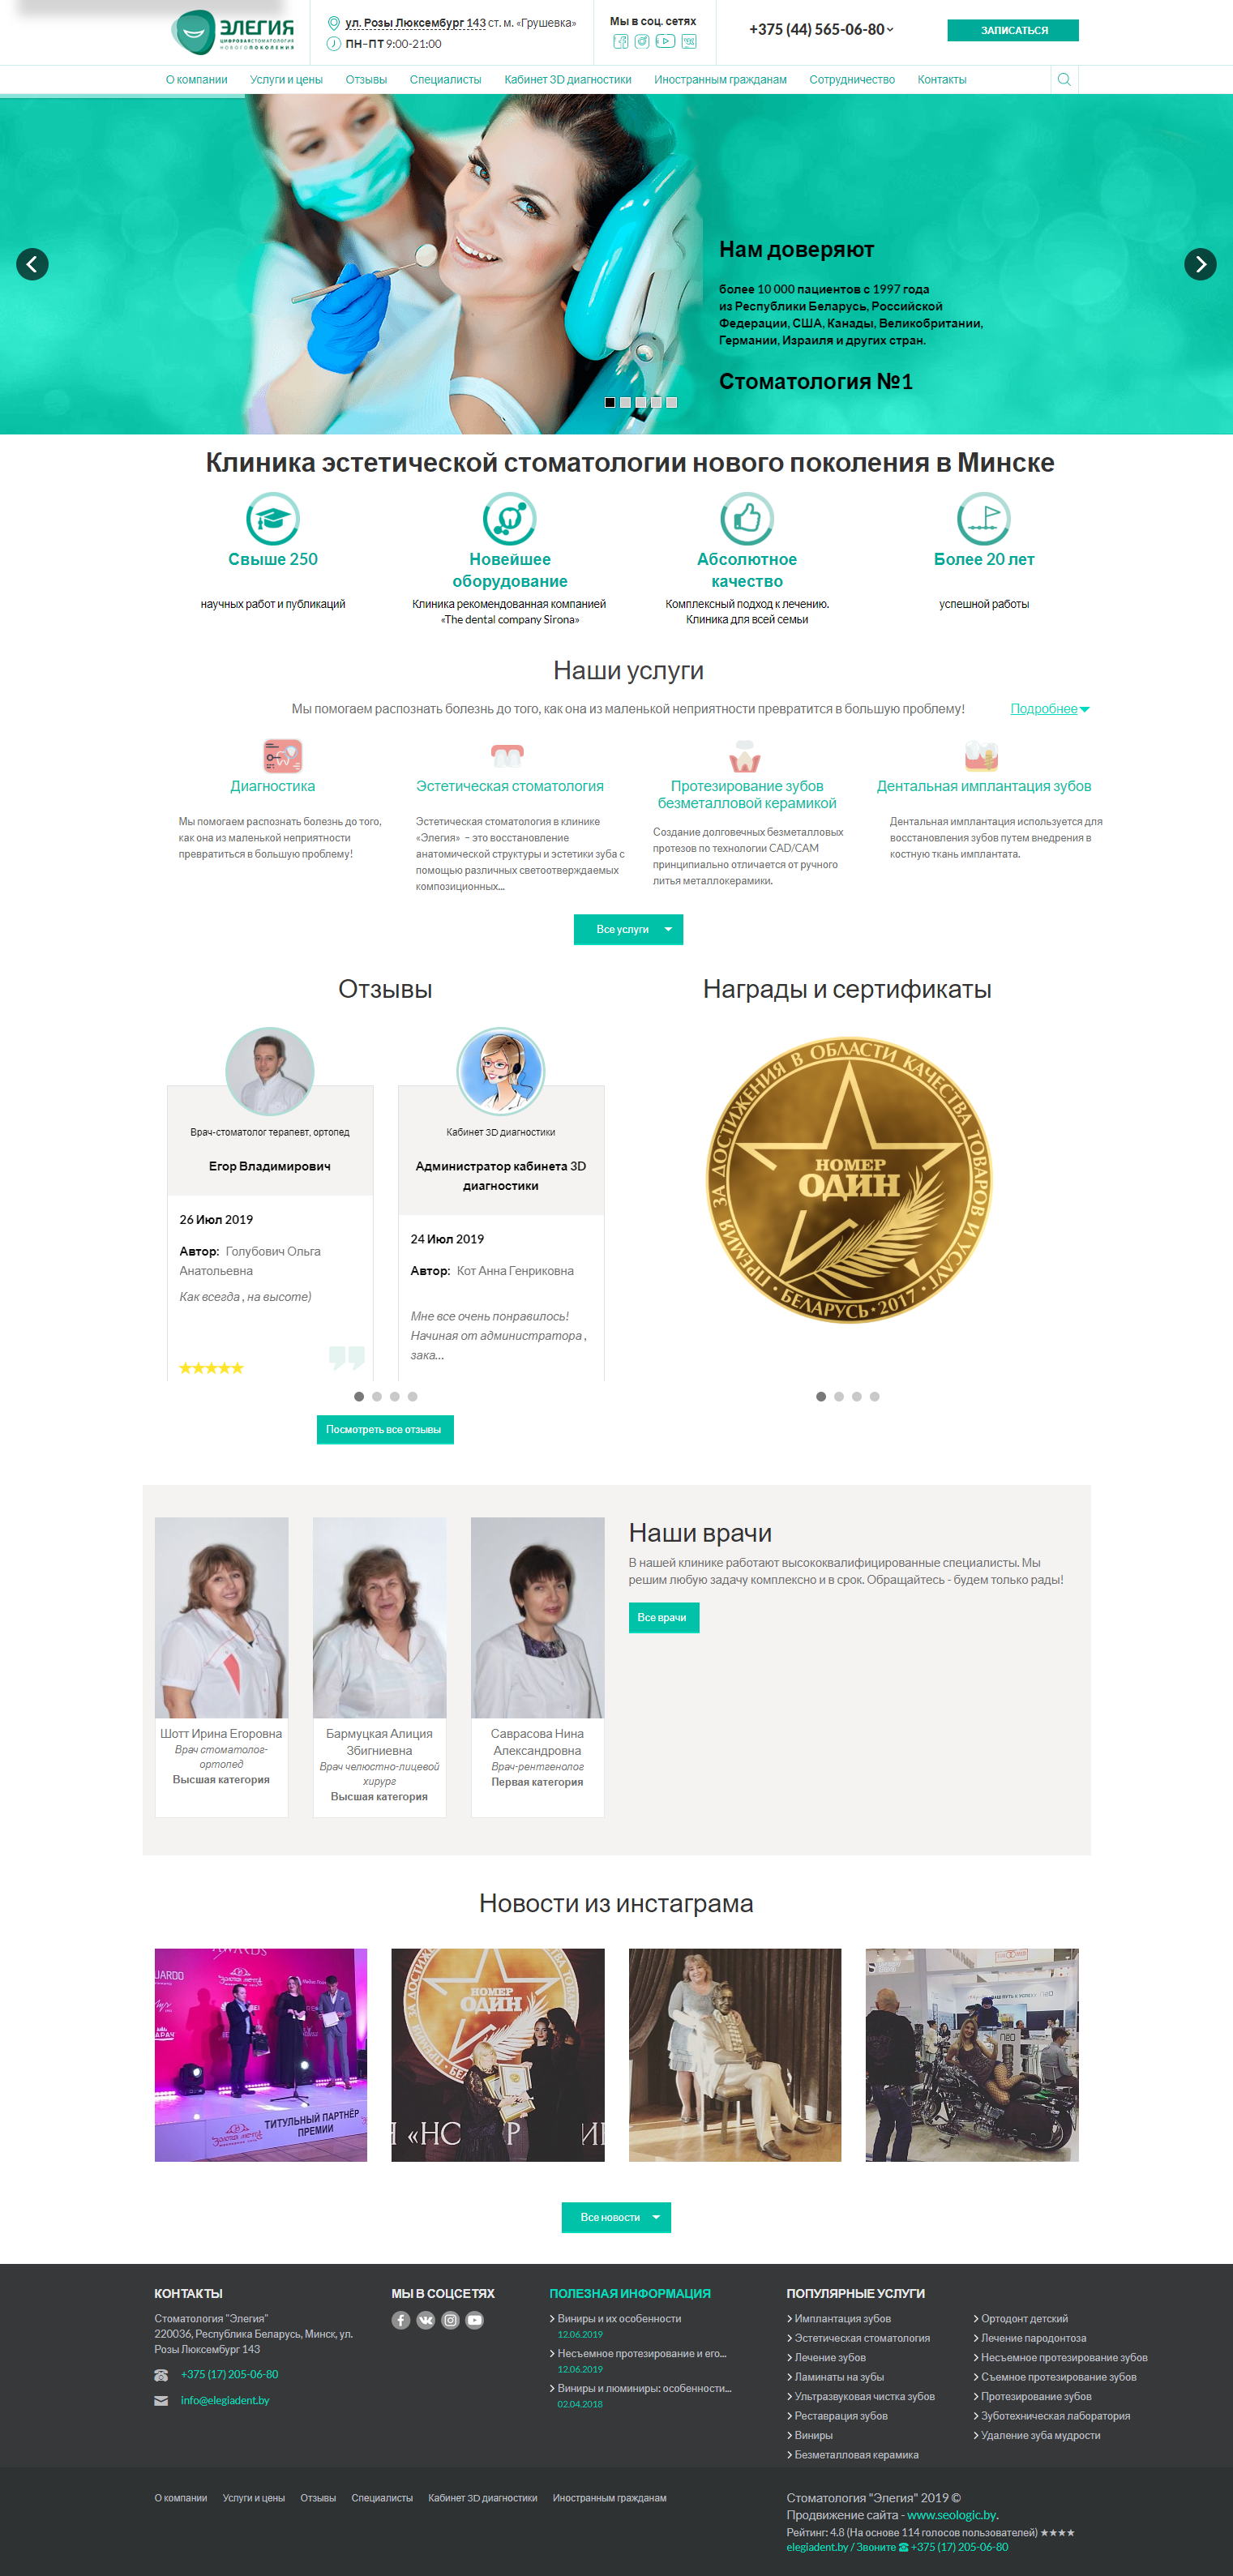 ЭЛЕГИЯ
ЦИФРОВАЯ СТОМАТОЛОГИЯ
НОВОГО ПОКОЛЕНИЯ
ул. Розы Люксембург 143 ст. м. «Грушевка»
ПН–ПТ 9:00-21:00
Мы в соц. сетях
+375 (44) 565-06-80
ЗАПИСАТЬСЯ
О компании
Услуги и цены
Отзывы
Специалисты
Кабинет 3D диагностики
Иностранным гражданам
Сотрудничество
Контакты
Нам доверяют
более 10 000 пациентов с 1997 года
из Республики Беларусь, Российской
Федерации, США, Канады, Великобритании,
Германии, Израиля и других стран.
Стоматология №1
Клиника эстетической стоматологии нового поколения в Минске
Свыше 250
научных работ и публикаций
Новейшее
оборудование
Клиника рекомендованная компанией
«The dental company Sirona»
Абсолютное
качество
Комплексный подход к лечению.
Клиника для всей семьи
Более 20 лет
успешной работы
Наши услуги
Мы помогаем распознать болезнь до того, как она из маленькой неприятности превратится в большую проблему!
Подробнее
Диагностика
Мы помогаем распознать болезнь до того,
как она из маленькой неприятности
превратиться в большую проблему!
Эстетическая стоматология
Эстетическая стоматология в клинике
«Элегия» – это восстановление
анатомической структуры и эстетики зуба с
помощью различных светоотверждаемых
композиционных...
Протезирование зубов
безметалловой керамикой
Создание долговечных безметалловых
протезов по технологии CAD/CAM
принципиально отличается от ручного
литья металлокерамики.
Дентальная имплантация зубов
Дентальная имплантация используется для
восстановления зубов путем внедрения в
костную ткань имплантата.
Все услуги
Отзывы
Врач-стоматолог терапевт, ортопед
Егор Владимирович
26 Июл 2019
Автор: Голубович Ольга
Анатольевна
Как всегда , на высоте)
Кабинет 3D диагностики
Администратор кабинета 3D
диагностики
24 Июл 2019
Автор: Кот Анна Генриковна
Мне все очень понравилось!
Начиная от администратора ,
зака...
Посмотреть все отзывы
Награды и сертификаты
ПРЕМИЯ ЗА ДОСТИЖЕНИЯ В ОБЛАСТИ КАЧЕСТВА ТОВАРОВ И УСЛУГ
НОМЕР
ОДИН
БЕЛАРУСЬ • 2017
Шотт Ирина Егоровна
Врач стоматолог-
ортопед
Высшая категория
Бармуцкая Алиция
Збигниевна
Врач челюстно-лицевой
хирург
Высшая категория
Саврасова Нина
Александровна
Врач-рентгенолог
Первая категория
Наши врачи
В нашей клинике работают высококвалифицированные специалисты. Мы
решим любую задачу комплексно и в срок. Обращайтесь - будем только рады!
Все врачи
Новости из инстаграма
ТИТУЛЬНЫЙ ПАРТНЁР
ПРЕМИИ
НОМЕР
ОДИН
neo
Все новости
КОНТАКТЫ
Стоматология "Элегия"
220036, Республика Беларусь, Минск, ул.
Розы Люксембург 143
+375 (17) 205-06-80
info@elegiadent.by
МЫ В СОЦСЕТЯХ
ПОЛЕЗНАЯ ИНФОРМАЦИЯ
Виниры и их особенности
12.06.2019
Несъемное протезирование и его...
12.06.2019
Виниры и люминиры: особенности...
02.04.2018
ПОПУЛЯРНЫЕ УСЛУГИ
Имплантация зубов
Эстетическая стоматология
Лечение зубов
Ламинаты на зубы
Ультразвуковая чистка зубов
Реставрация зубов
Виниры
Безметалловая керамика
Ортодонт детский
Лечение пародонтоза
Несъемное протезирование зубов
Съемное протезирование зубов
Протезирование зубов
Зуботехническая лаборатория
Удаление зуба мудрости
О компании
Услуги и цены
Отзывы
Специалисты
Кабинет 3D диагностики
Иностранным гражданам
Стоматология "Элегия" 2019 ©
Продвижение сайта - www.seologic.by.
Рейтинг: 4.8 (На основе 114 голосов пользователей) ★★★★
elegiadent.by / Звоните ☎ +375 (17) 205-06-80